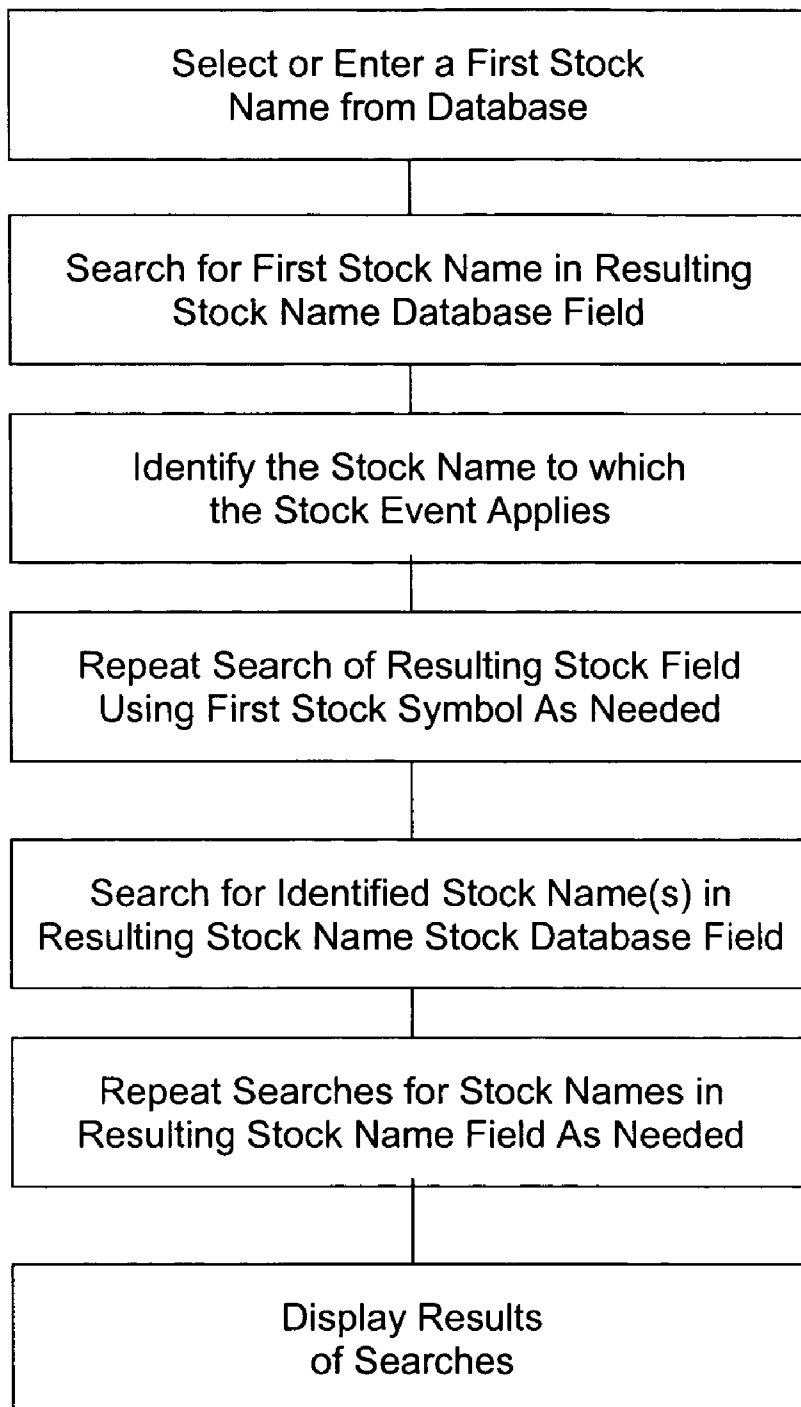 Select or Enter a First Stock
Name from Database
Search for First Stock Name in Resulting
Stock Name Database Field
Identify the Stock Name to which
the Stock Event Applies
Repeat Search of Resulting Stock Field
Using First Stock Symbol As Needed
Search for Identified Stock Name(s) in
Resulting Stock Name Stock Database Field
Repeat Searches for Stock Names in
Resulting Stock Name Field As Needed
Display Results
of Searches